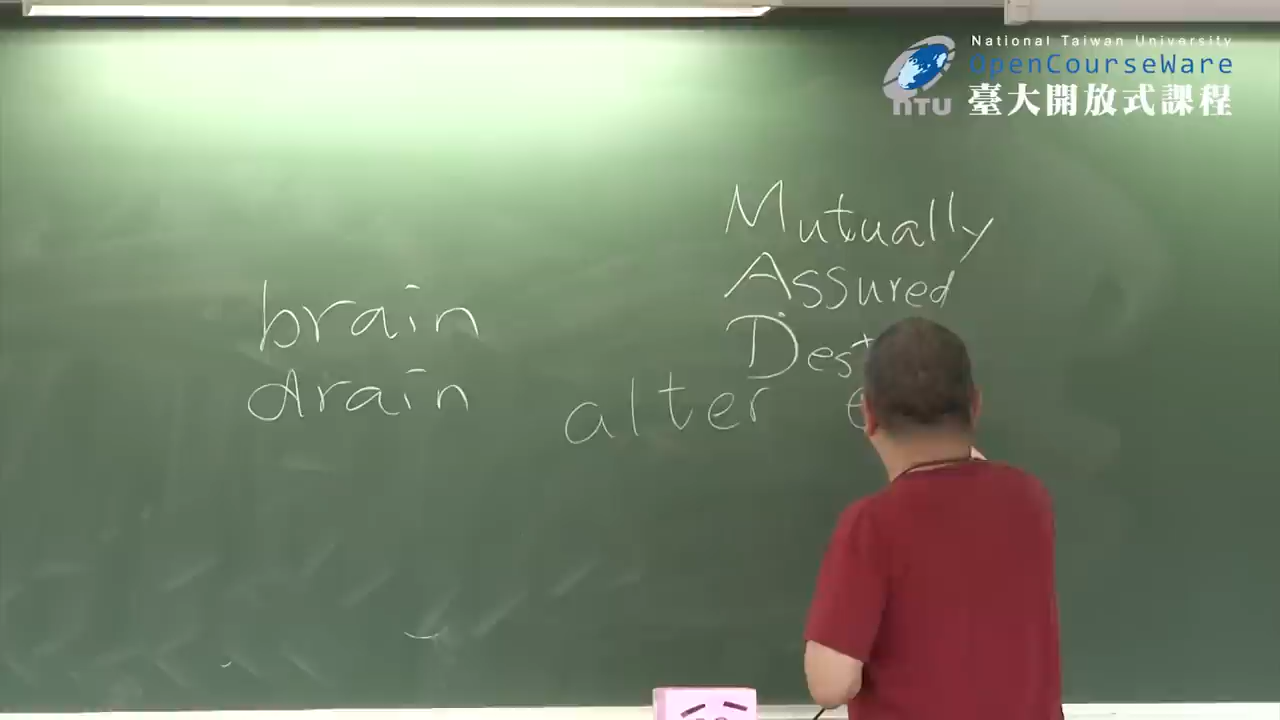 National Taiwan University
OpenCourseWare
NTU
臺大開放式課程
Mutually
Assured
brain
drain
alter